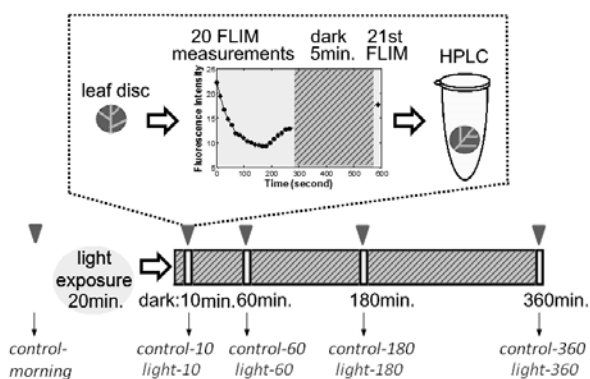 20 FLIM measurements
dark 5min.
21st FLIM
HPLC
leaf disc
Fluorescence Intensity
25
20
15
10
5
0 100 200 300 400 500 600
Time (second)
light exposure 20min.
dark:10min. 60min. 180min. 360min.
control-morning
control-10 control-60 control-180 control-360
light-10 light-60 light-180 light-360